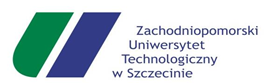 Zachodniopomorski
Uniwersytet
Technologiczny
w Szczecinie